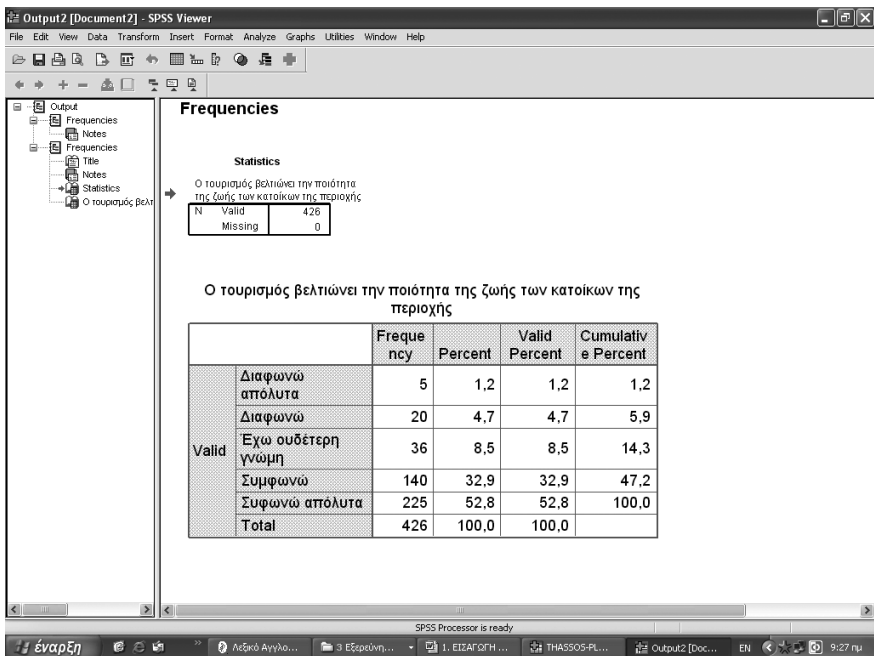 Output2 [Document2] - SPSS Viewer
File Edit View Data Transform Insert Format Analyze Graphs Utilities Window Help
Output
Frequencies
Notes
Frequencies
Title
Notes
Statistics
Ο τουρισμός βελτ
Frequencies
Statistics
Ο τουρισμός βελτιώνει την ποιότητα
της ζωής των κατοίκων της περιοχής
N Valid 426
Missing 0
Ο τουρισμός βελτιώνει την ποιότητα της ζωής των κατοίκων της
περιοχής
Freque
ncy Percent Valid
Percent Cumulativ
e Percent
Valid Διαφωνώ
απόλυτα 5 1,2 1,2 1,2
Διαφωνώ 20 4,7 4,7 5,9
Έχω ουδέτερη
γνώμη 36 8,5 8,5 14,3
Συμφωνώ 140 32,9 32,9 47,2
Συφωνώ απόλυτα 225 52,8 52,8 100,0
Total 426 100,0 100,0
SPSS Processor is ready
έναρξη Λεξικό Αγγλο... 3 Εξερεύνη... 1. ΕΙΣΑΓΩΓΗ ... THASSOS-PL... Output2 [Doc... EN 9:27 πμ